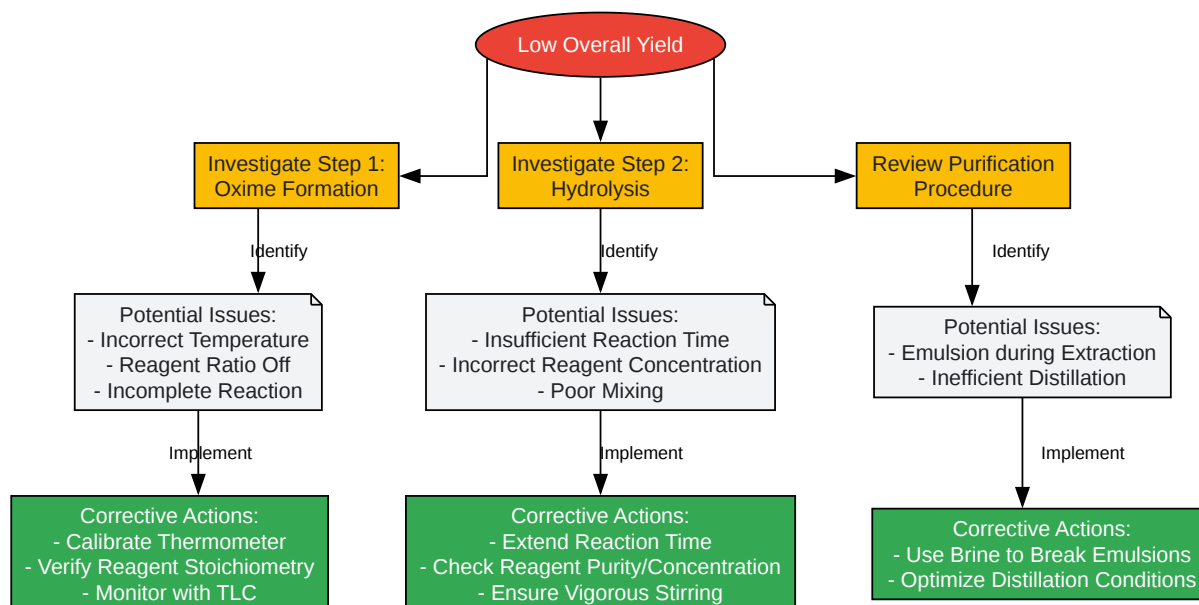 Low Overall Yield
Investigate Step 1:
Oxime Formation
Investigate Step 2:
Hydrolysis
Review Purification
Procedure
Identify
Identify
Identify
Potential Issues:
- Incorrect Temperature
- Reagent Ratio Off
- Incomplete Reaction
Potential Issues:
- Insufficient Reaction Time
- Incorrect Reagent Concentration
- Poor Mixing
Potential Issues:
- Emulsion during Extraction
- Inefficient Distillation
Implement
Implement
Implement
Corrective Actions:
- Calibrate Thermometer
- Verify Reagent Stoichiometry
- Monitor with TLC
Corrective Actions:
- Extend Reaction Time
- Check Reagent Purity/Concentration
- Ensure Vigorous Stirring
Corrective Actions:
- Use Brine to Break Emulsions
- Optimize Distillation Conditions